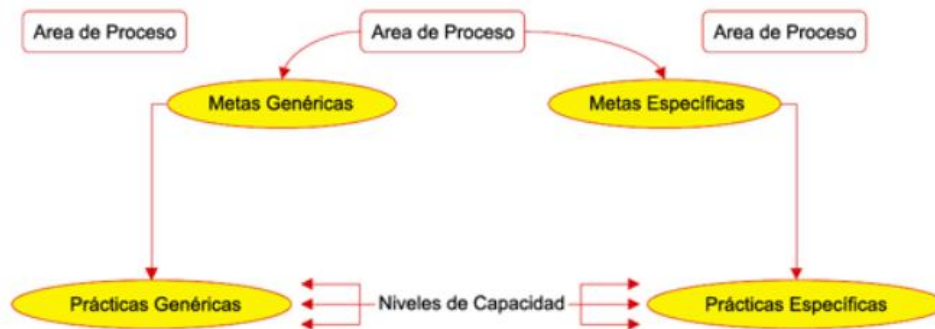 Area de Proceso
Area de Proceso
Area de Proceso
Metas Genéricas
Metas Específicas
Prácticas Genéricas
Niveles de Capacidad
Prácticas Específicas